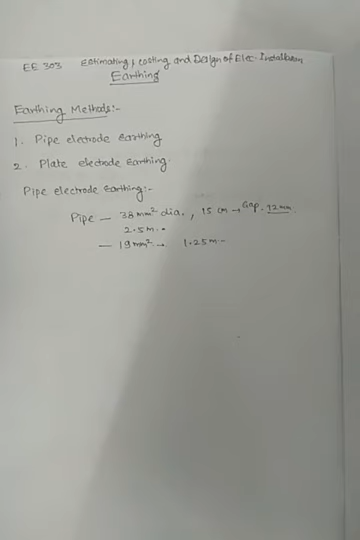 EE 303 Estimating, costing and Design of Elec. Installation
Earthing
Earthing Methods:-
1. Pipe electrode earthing
2. Plate electrode earthing.
Pipe electrode Earthing:-
Pipe - 38 mm² dia., 15 cm → Gap. 12 mm
2.5 m.
- 19 mm². 1.25 m.-